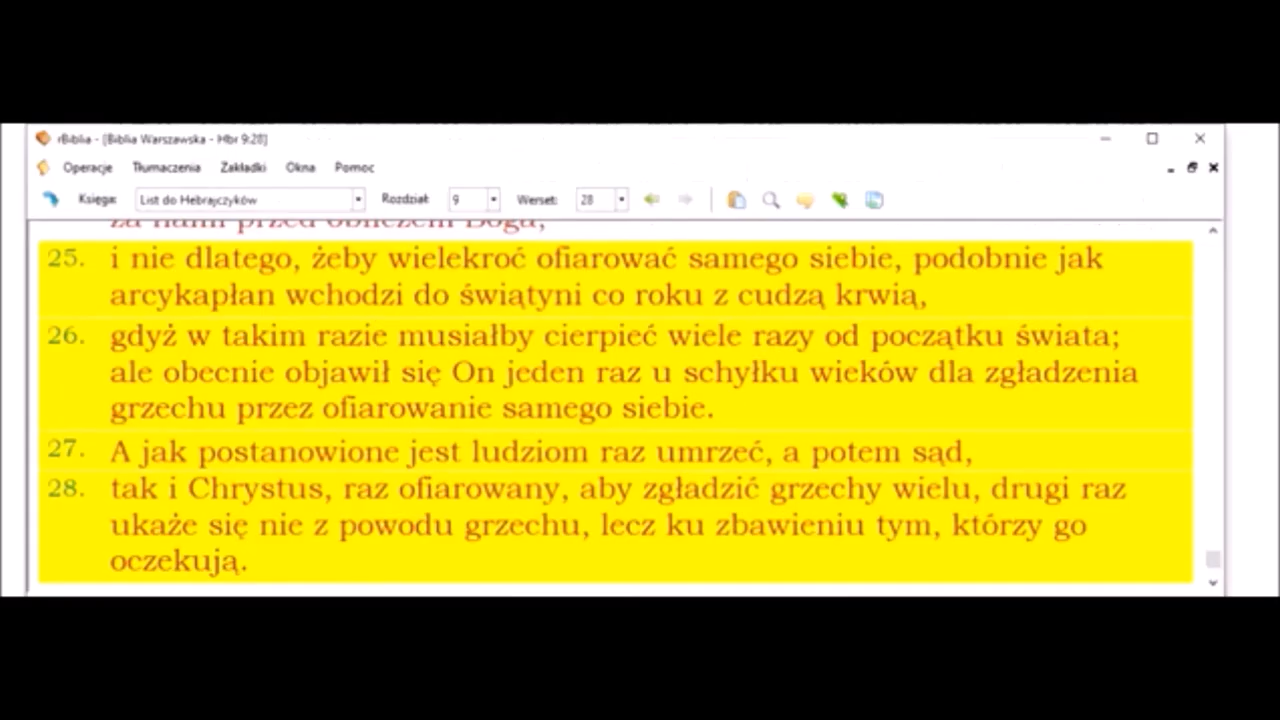 rBiblia - [Biblia Warszawska - Hbr 9:28]
Operacje Tłumaczenia Zakładki Okna Pomoc
Księga: List do Hebrajczyków Rozdział: 9 Werset: 28
za nami przed obliczem Boga,
25. i nie dlatego, żeby wielekroć ofiarować samego siebie, podobnie jak
arcykapłan wchodzi do świątyni co roku z cudzą krwią,
26. gdyż w takim razie musiałby cierpieć wiele razy od początku świata;
ale obecnie objawił się On jeden raz u schyłku wieków dla zgładzenia
grzechu przez ofiarowanie samego siebie.
27. A jak postanowione jest ludziom raz umrzeć, a potem sąd,
28. tak i Chrystus, raz ofiarowany, aby zgładzić grzechy wielu, drugi raz
ukaże się nie z powodu grzechu, lecz ku zbawieniu tym, którzy go
oczekują.